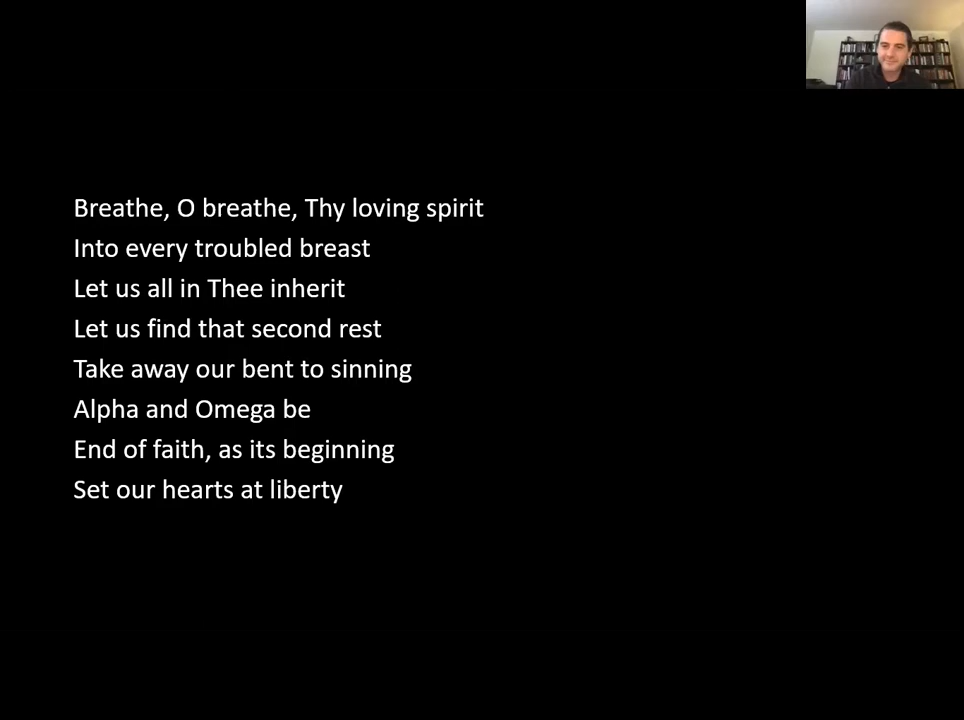 Breathe, O breathe, Thy loving spirit
Into every troubled breast
Let us all in Thee inherit
Let us find that second rest
Take away our bent to sinning
Alpha and Omega be
End of faith, as its beginning
Set our hearts at liberty